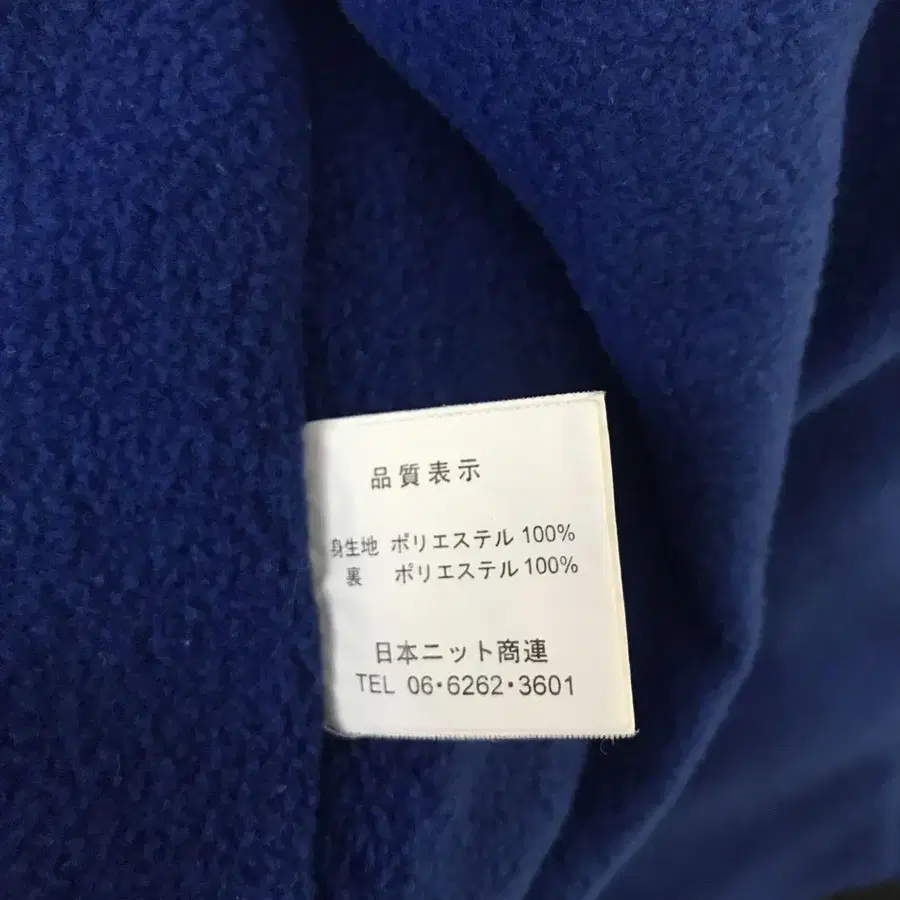 品質表示
身生地 ポリエステル 100%
裏 ポリエステル 100%
日本ニット商連
TEL 06・6262・3601